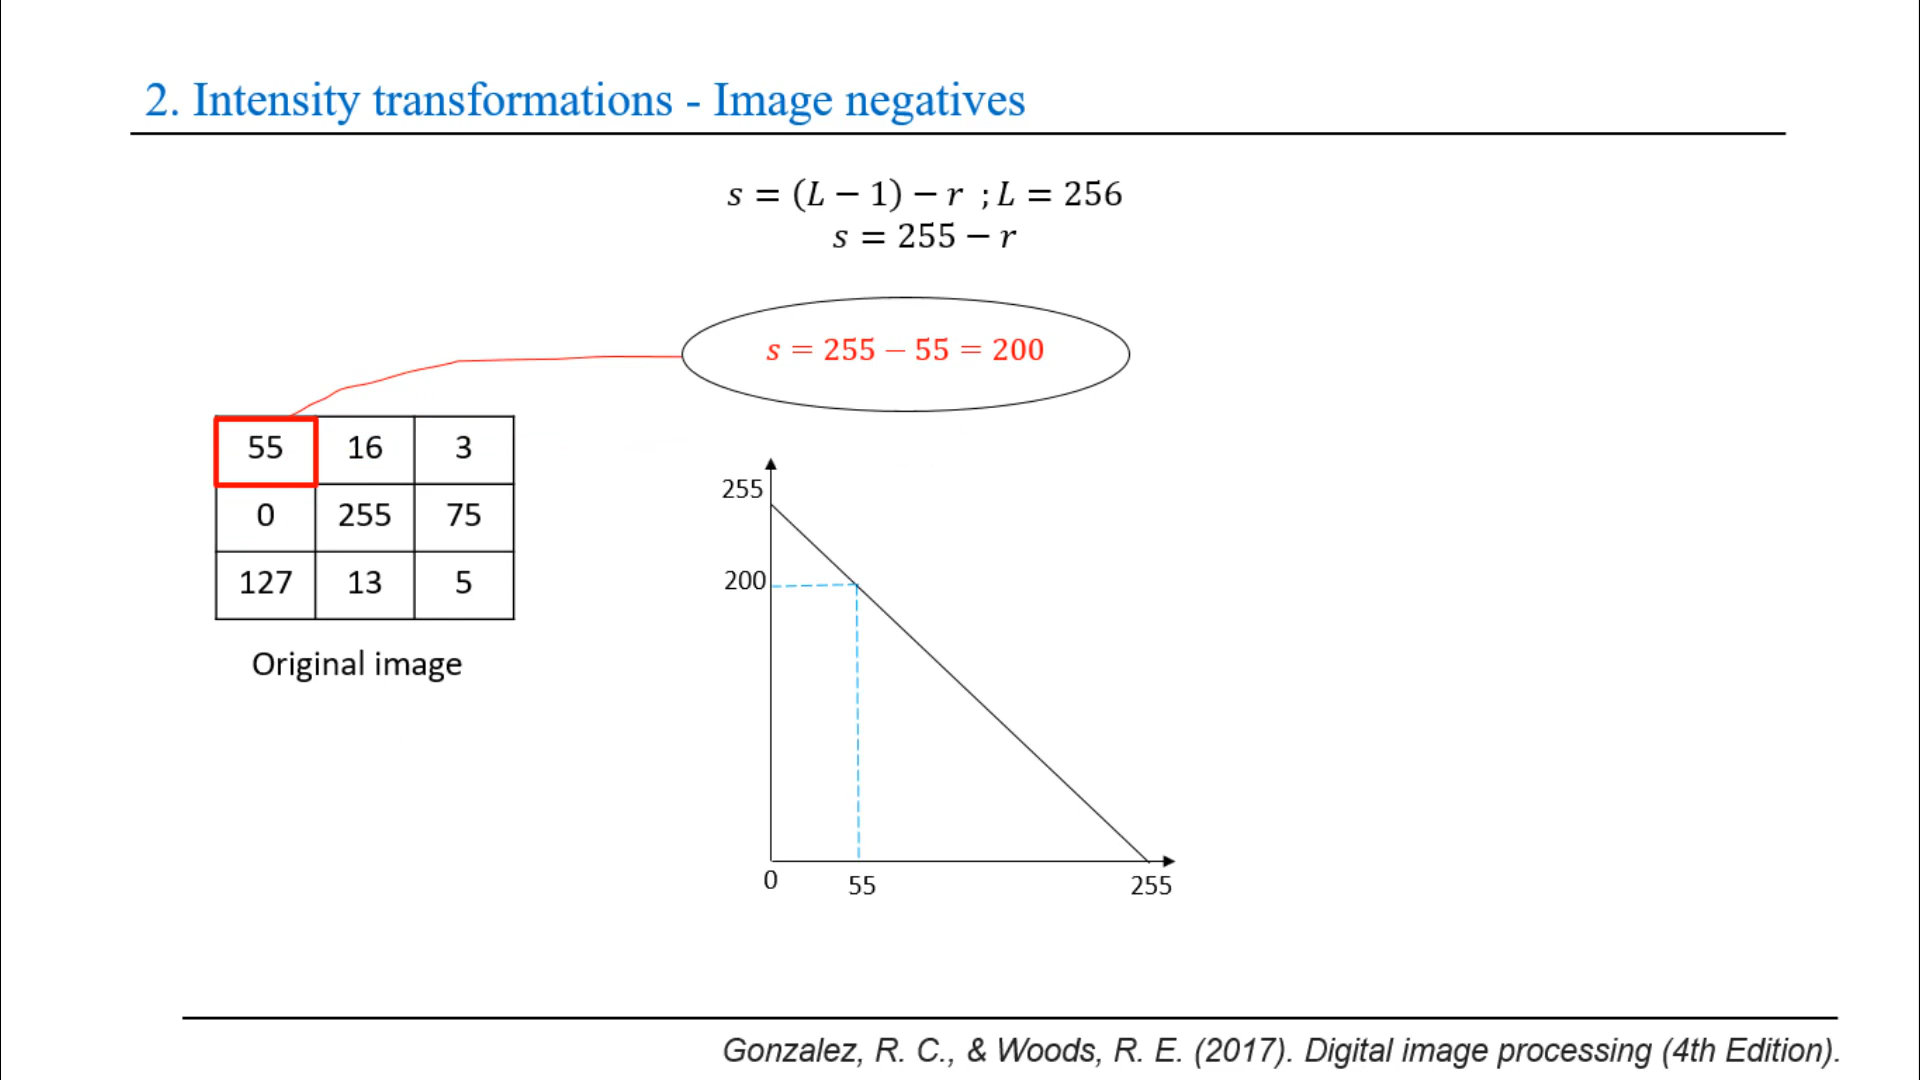 2. Intensity transformations - Image negatives
s = (L − 1) − r ; L = 256
s = 255 − r
s = 255 − 55 = 200
55 16 3
0 255 75
127 13 5
Original image
255
200
0 55 255
Gonzalez, R. C., & Woods, R. E. (2017). Digital image processing (4th Edition).